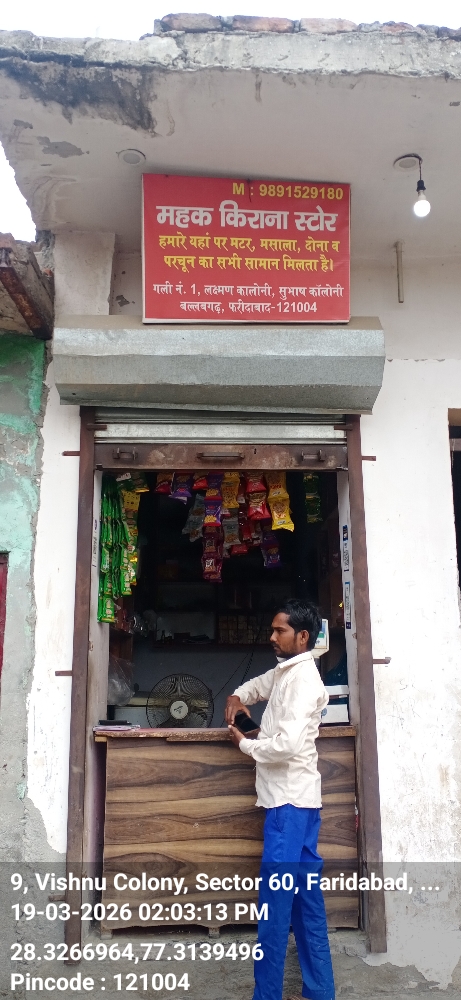 M : 9891529180
महक किराना स्टोर
हमारे यहां पर मटर, मसाला, दोना व
परचून का सभी सामान मिलता है।
गली नं. 1, लक्ष्मण कालोनी, सुभाष कॉलोनी
बल्लबगढ़, फरीदाबाद-121004
9, Vishnu Colony, Sector 60, Faridabad, ...
19-03-2026 02:03:13 PM
28.3266964,77.3139496
Pincode : 121004